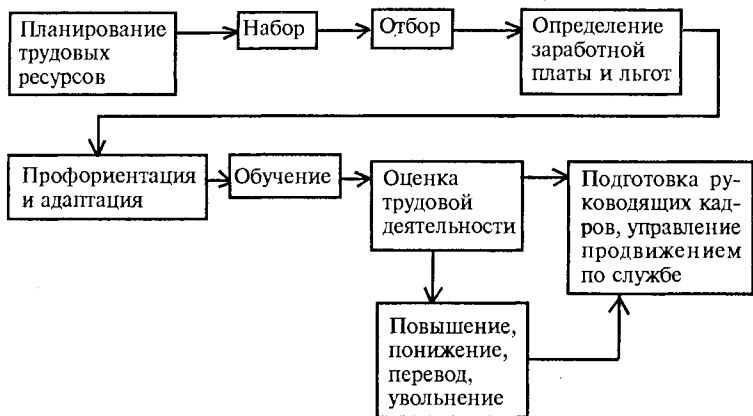 Планирование
трудовых
ресурсов
Набор
Отбор
Определение
заработной
платы и льгот
Профориентация
и адаптация
Обучение
Оценка
трудовой
деятельности
Подготовка ру-
ководящих кад-
ров, управление
продвижением
по службе
Повышение,
понижение,
перевод,
увольнение